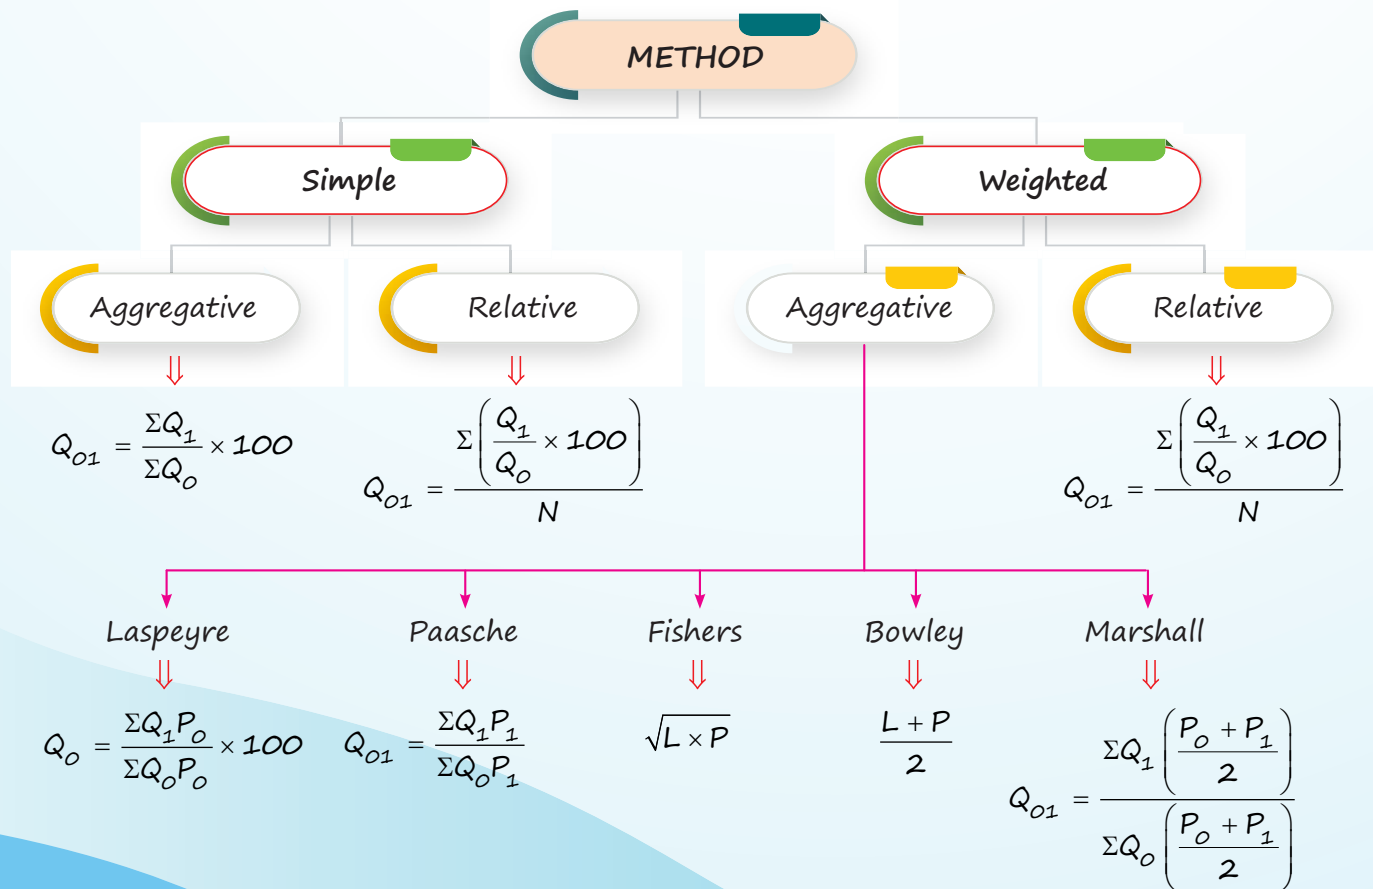 METHOD
Simple
Weighted
Aggregative
Relative
Aggregative
Relative
Q₀₁ = ΣQ₁/ΣQ₀ × 100
Q₀₁ = Σ(Q₁/Q₀ × 100)/N
Q₀₁ = Σ(Q₁/Q₀ × 100)/N
Laspeyre
Paasche
Fishers
Bowley
Marshall
Q₀ = ΣQ₁P₀/ΣQ₀P₀ × 100
Q₀₁ = ΣQ₁P₁/ΣQ₀P₁
√(L × P)
(L + P)/2
Q₀₁ = ΣQ₁((P₀ + P₁)/2)/ΣQ₀((P₀ + P₁)/2)